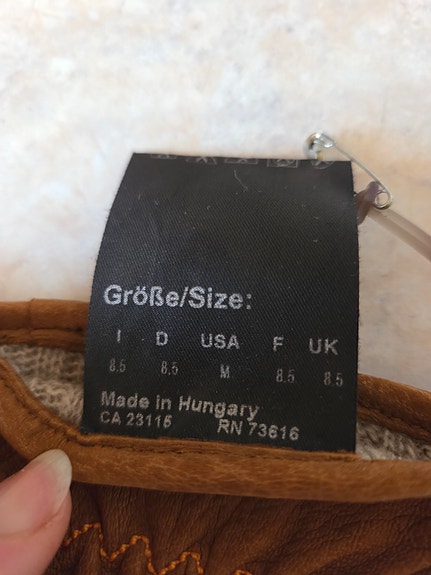 Größe/Size:
I D USA F UK
8.5 8.5 M 8.5 8.5
Made in Hungary
CA 23115 RN 73616